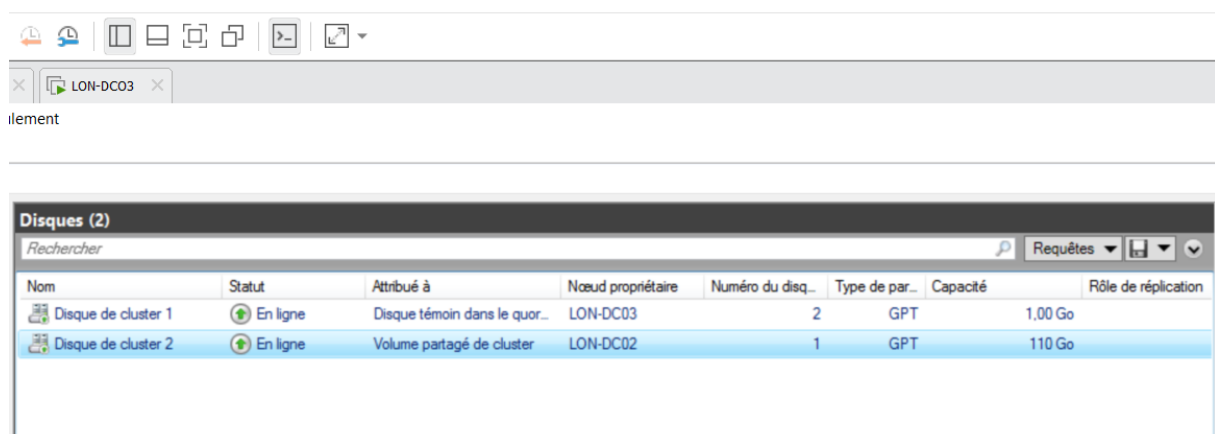 LON-DC03
ulement
Disques (2)
Rechercher
Requêtes
Nom Statut Attribué à Nœud propriétaire Numéro du disq... Type de par... Capacité Rôle de réplication
Disque de cluster 1 En ligne Disque témoin dans le quor... LON-DC03 2 GPT 1,00 Go
Disque de cluster 2 En ligne Volume partagé de cluster LON-DC02 1 GPT 110 Go